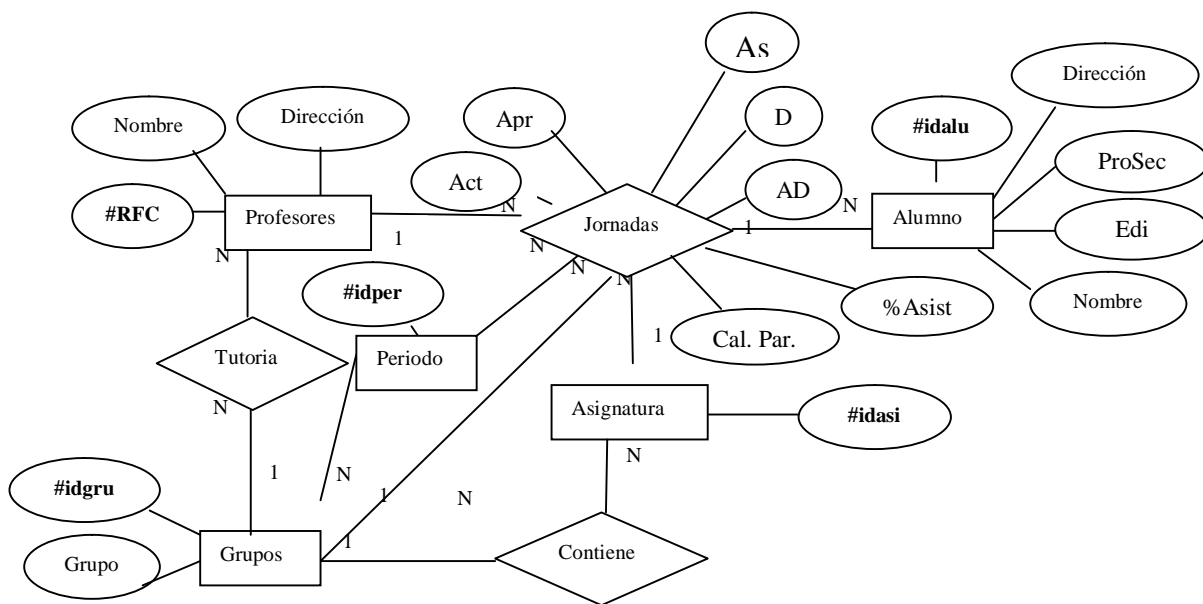 As
Dirección
Nombre
Dirección
Apr
D
#idalu
Act
AD
ProSec
#RFC
Profesores
N
N
Jornadas
Alumno
1
1
N
N
N
N
Edi
#idper
%Asist
Nombre
Tutoria
Periodo
1
Cal. Par.
N
N
Asignatura
#idasi
N
1
N
1
N
#idgru
1
Grupos
Contiene
Grupo